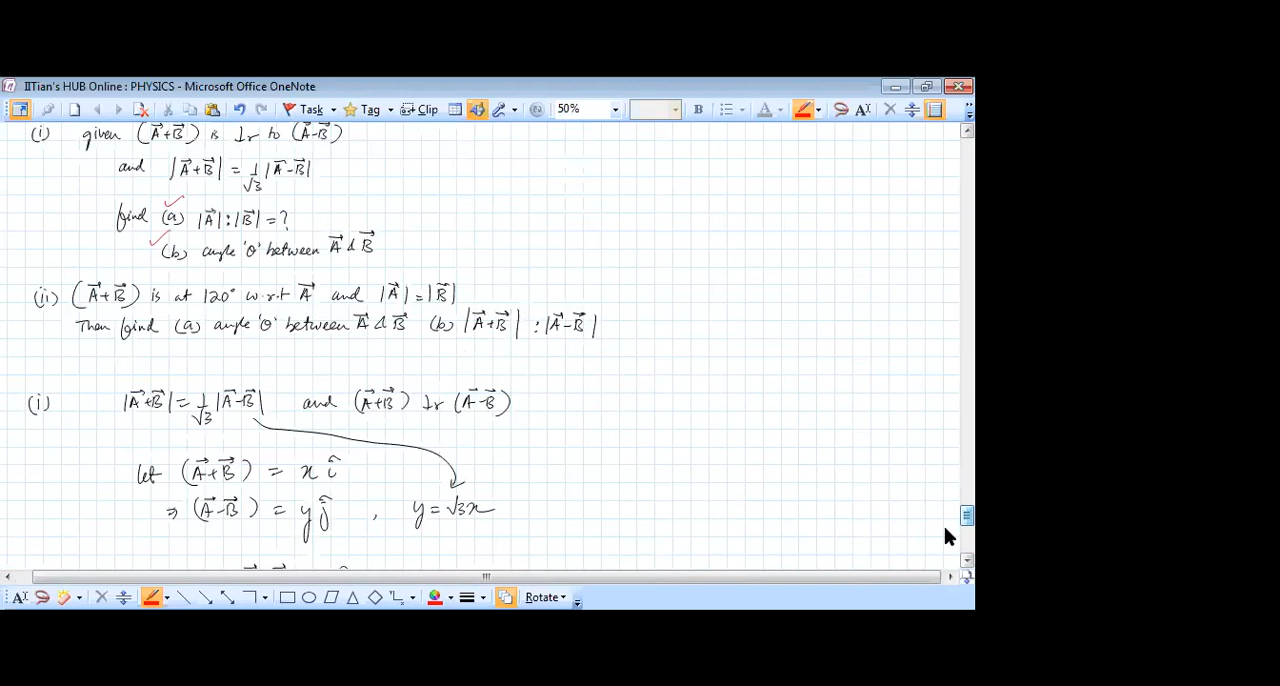 IITian's HUB Online : PHYSICS - Microsoft Office OneNote
Task Tag Clip 50% B A
(i) given (A⃗+B⃗) is ⊥r to (A⃗-B⃗)
and |A⃗+B⃗| = 1/√3 |A⃗-B⃗|
find (a) |A⃗| : |B⃗| = ?
(b) angle 'θ' between A⃗ & B⃗
(ii) (A⃗+B⃗) is at 120° w.r.t A⃗ and |A⃗| = |B⃗|
Then find (a) angle 'θ' between A⃗ & B⃗ (b) |A⃗+B⃗| : |A⃗-B⃗|
(i) |A⃗+B⃗| = 1/√3 |A⃗-B⃗| and (A⃗+B⃗) ⊥r (A⃗-B⃗)
let (A⃗+B⃗) = x î
⇒ (A⃗-B⃗) = y ĵ , y = √3x
Rotate